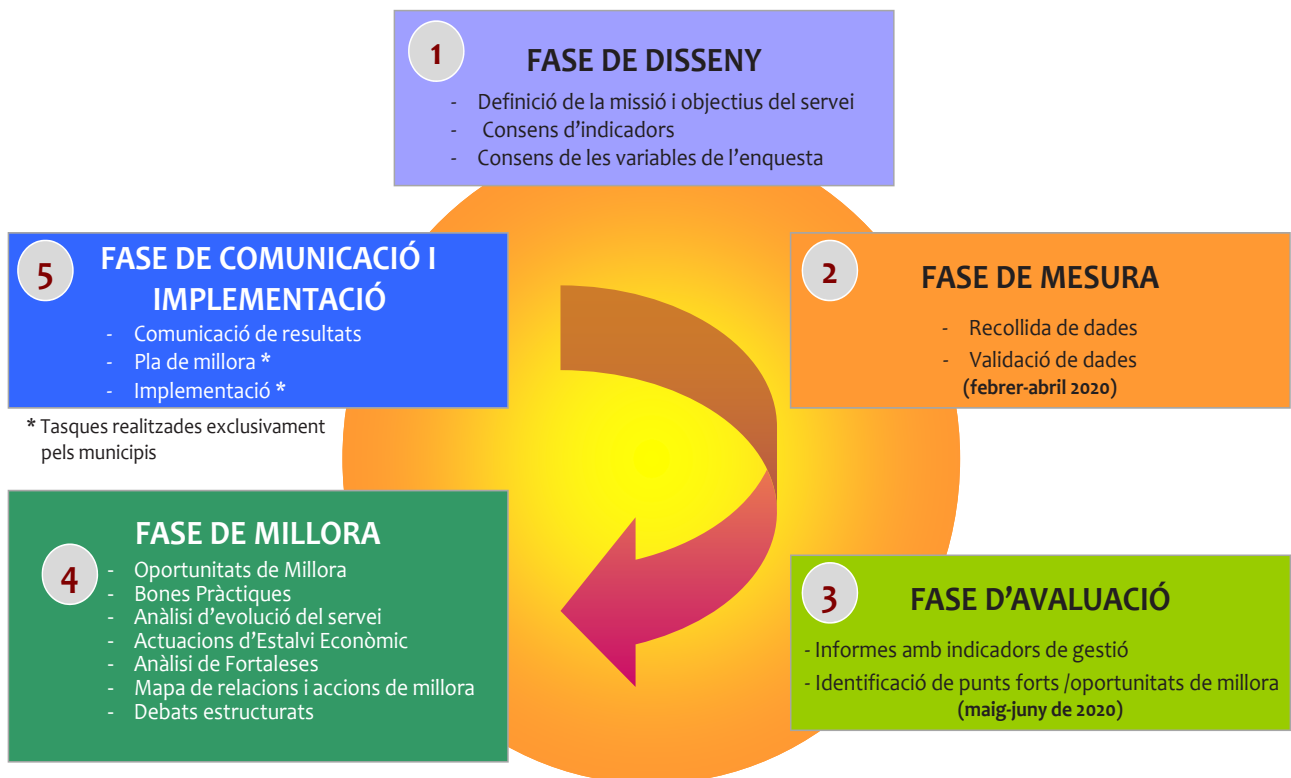 1
FASE DE DISSENY
- Definició de la missió i objectius del servei
- Consens d'indicadors
- Consens de les variables de l'enquesta
2
FASE DE MESURA
- Recollida de dades
- Validació de dades
(febrer-abril 2020)
3
FASE D'AVALUACIÓ
- Informes amb indicadors de gestió
- Identificació de punts forts /oportunitats de millora
(maig-juny de 2020)
4
FASE DE MILLORA
- Oportunitats de Millora
- Bones Pràctiques
- Anàlisi d'evolució del servei
- Actuacions d'Estalvi Econòmic
- Anàlisi de Fortaleses
- Mapa de relacions i accions de millora
- Debats estructurats
5
FASE DE COMUNICACIÓ I
IMPLEMENTACIÓ
- Comunicació de resultats
- Pla de millora *
- Implementació *
* Tasques realitzades exclusivament
pels municipis